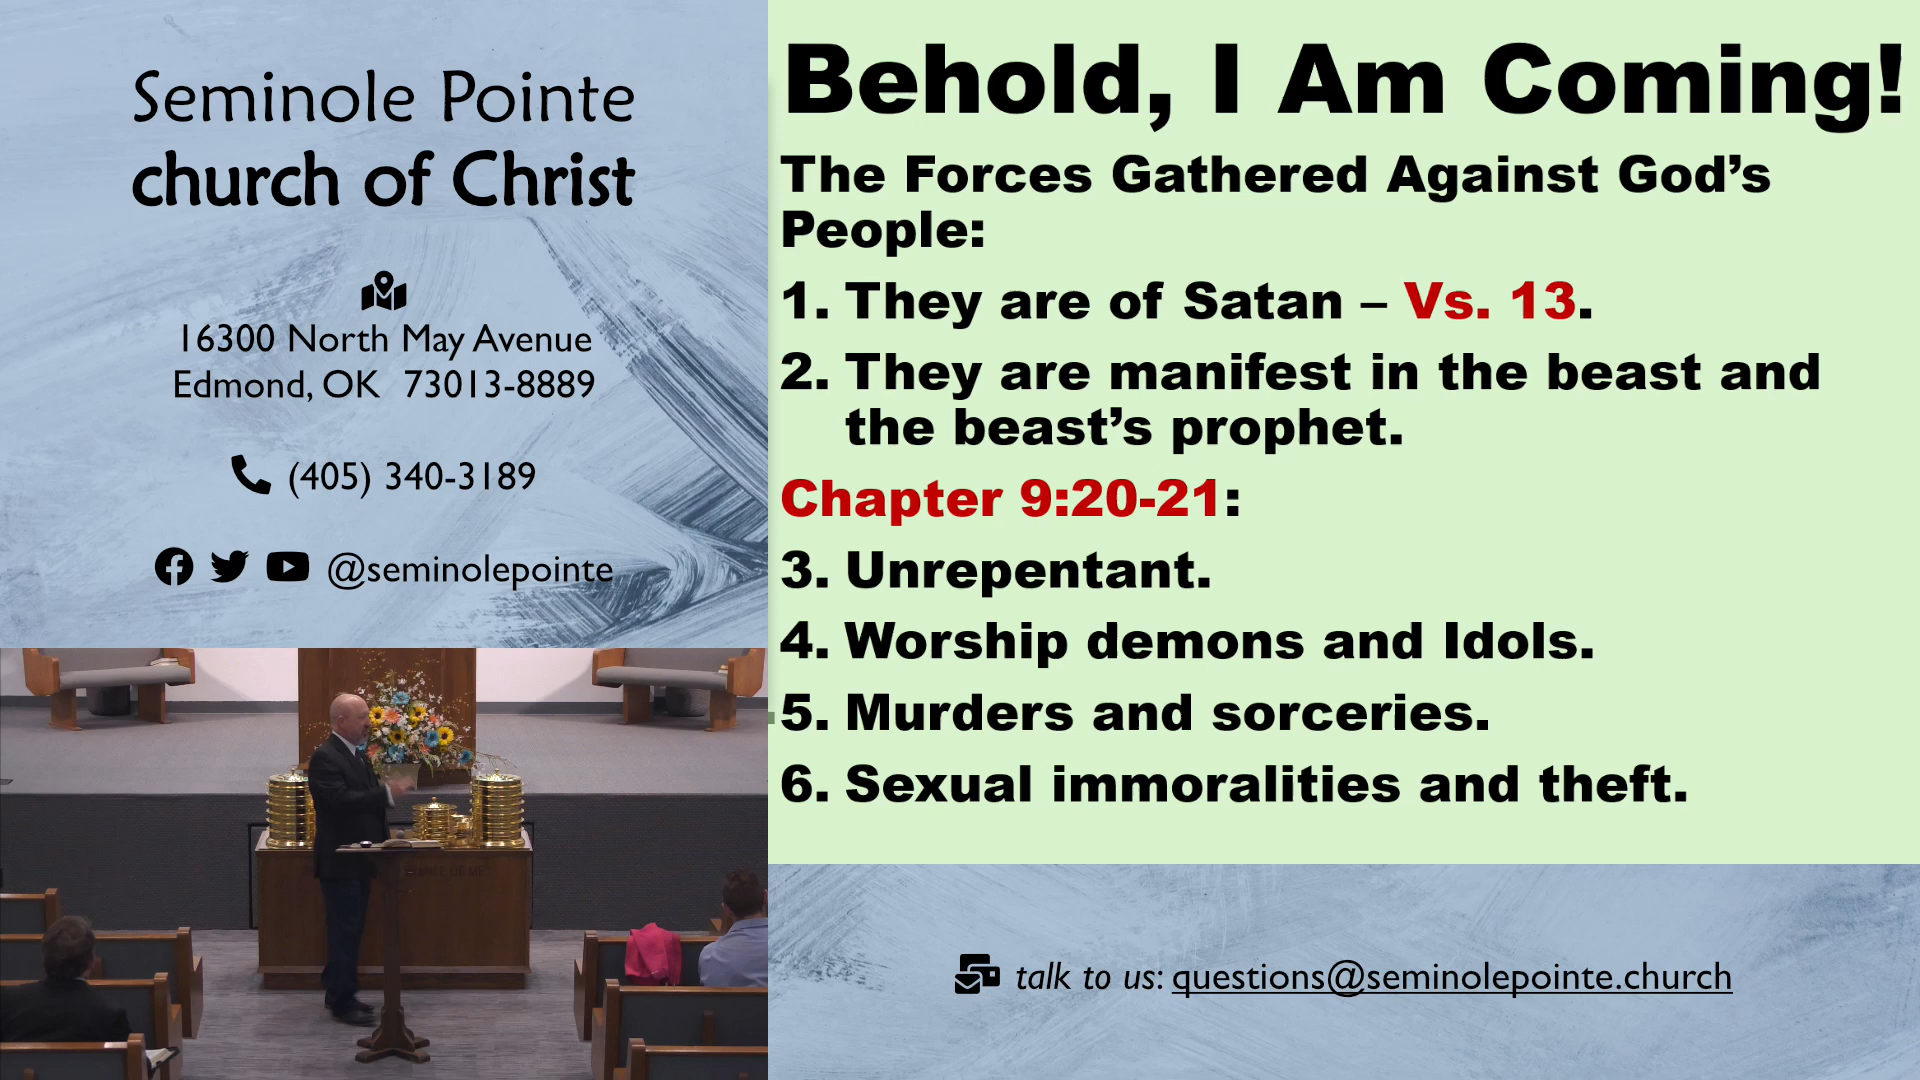 Seminole Pointe
church of Christ
16300 North May Avenue
Edmond, OK 73013-8889
(405) 340-3189
@seminolepointe
Behold, I Am Coming!
The Forces Gathered Against God’s
People:
1. They are of Satan – Vs. 13.
2. They are manifest in the beast and
the beast’s prophet.
Chapter 9:20-21:
3. Unrepentant.
4. Worship demons and Idols.
5. Murders and sorceries.
6. Sexual immoralities and theft.
talk to us: questions@seminolepointe.church